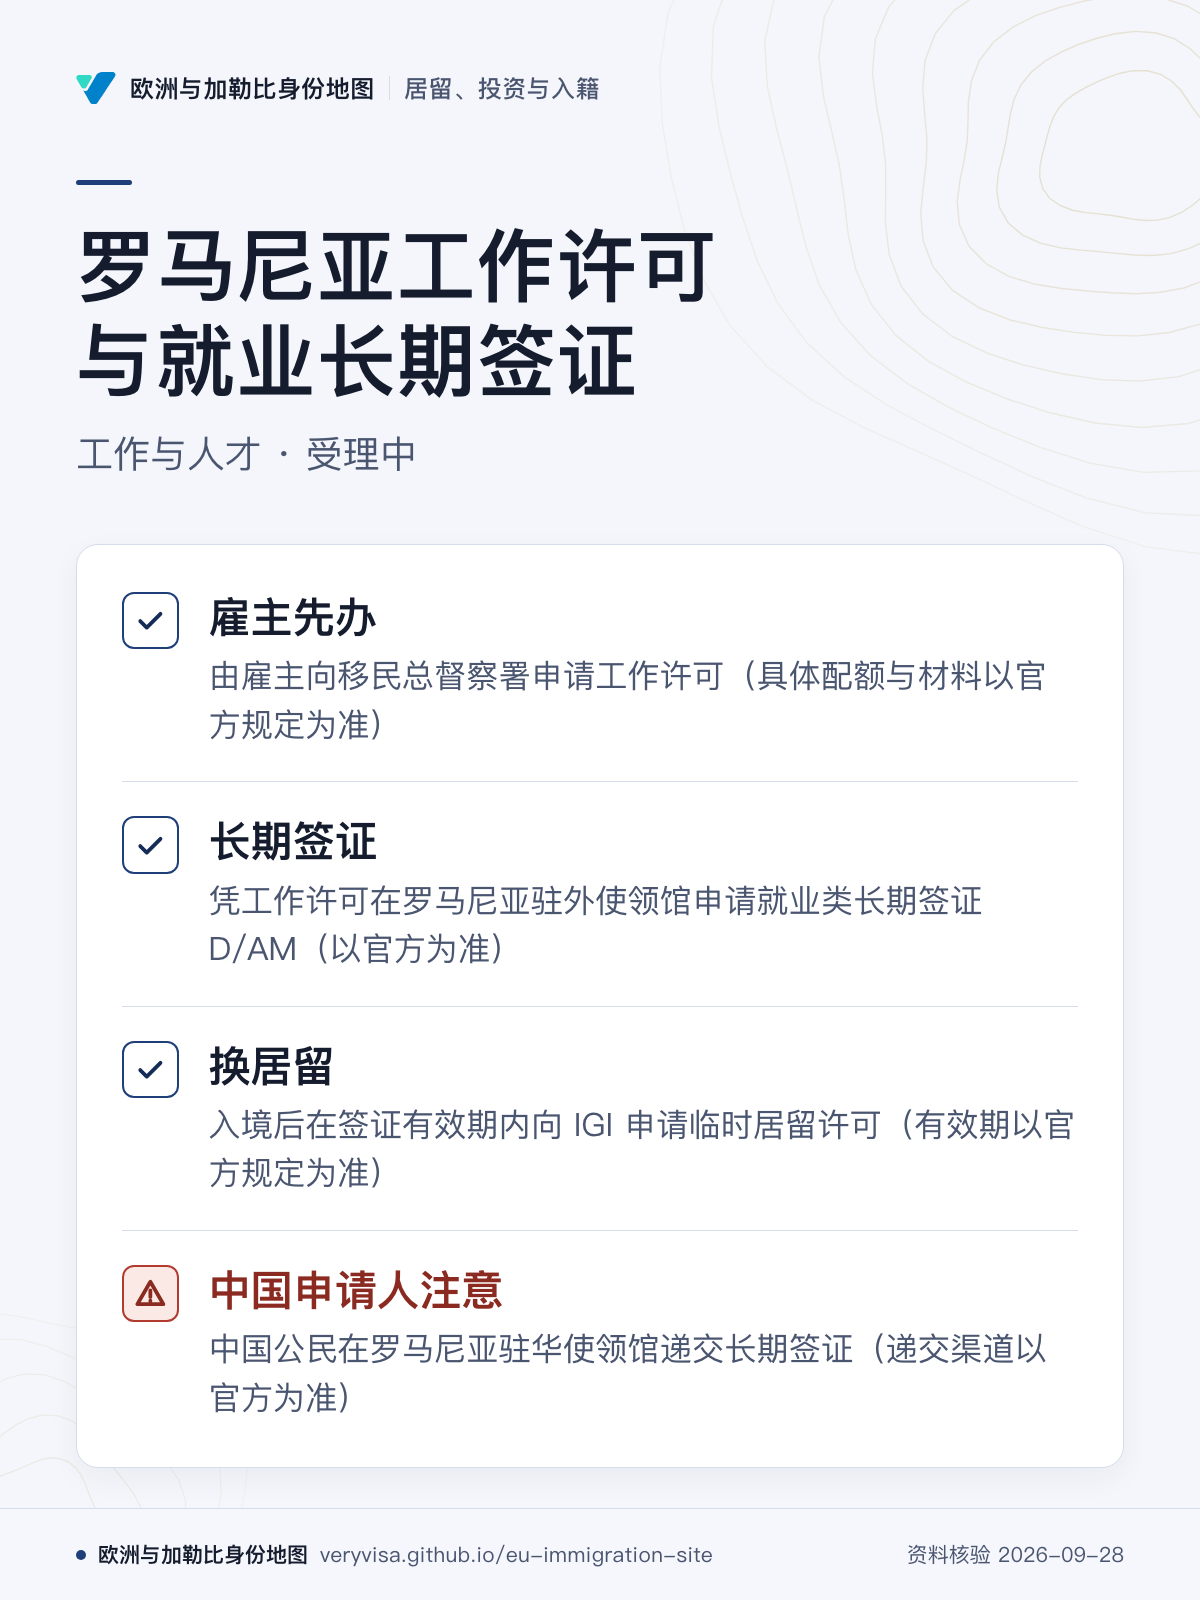 欧洲与加勒比身份地图 | 居留、投资与入籍
罗马尼亚工作许可
与就业长期签证
工作与人才 · 受理中
雇主先办
由雇主向移民总督察署申请工作许可（具体配额与材料以官
方规定为准）
长期签证
凭工作许可在罗马尼亚驻外使领馆申请就业类长期签证
D/AM（以官方为准）
换居留
入境后在签证有效期内向 IGI 申请临时居留许可（有效期以官
方规定为准）
中国申请人注意
中国公民在罗马尼亚驻华使领馆递交长期签证（递交渠道以
官方为准）
欧洲与加勒比身份地图 veryvisa.github.io/eu-immigration-site 资料核验 2026-09-28